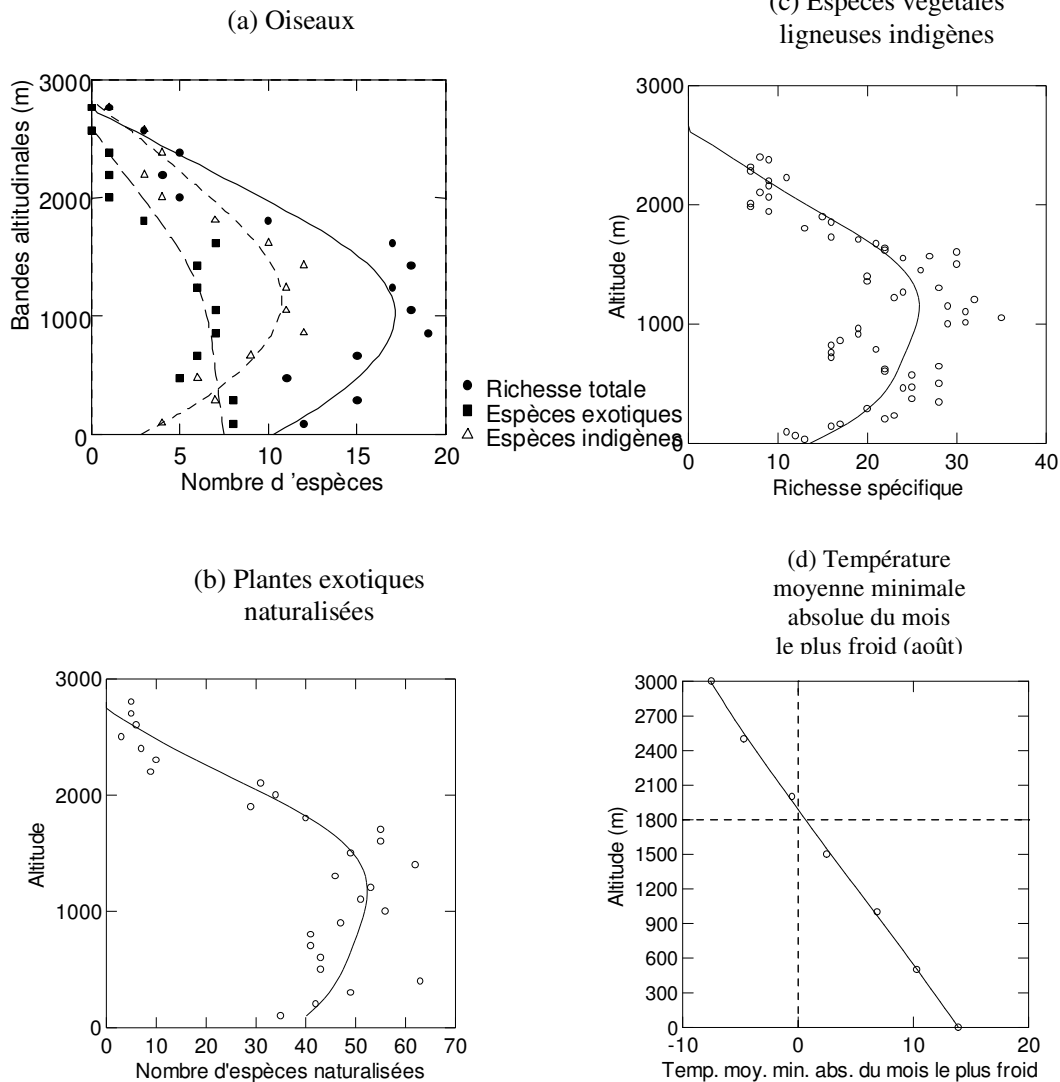 (a) Oiseaux
3000
2000
1000
0
Bandes altitudinales (m)
0 5 10 15 20
Nombre d 'espèces
Richesse totale
Espèces exotiques
Espèces indigènes
(c) Espèces végétales
ligneuses indigènes
3000
2000
1000
0
Altitude (m)
0 10 20 30 40
Richesse spécifique
(b) Plantes exotiques
naturalisées
3000
2000
1000
0
Altitude
0 10 20 30 40 50 60 70
Nombre d'espèces naturalisées
(d) Température
moyenne minimale
absolue du mois
le plus froid (août)
3000
2700
2400
2100
1800
1500
1200
900
600
300
0
Altitude (m)
-10 0 10 20
Temp. moy. min. abs. du mois le plus froid